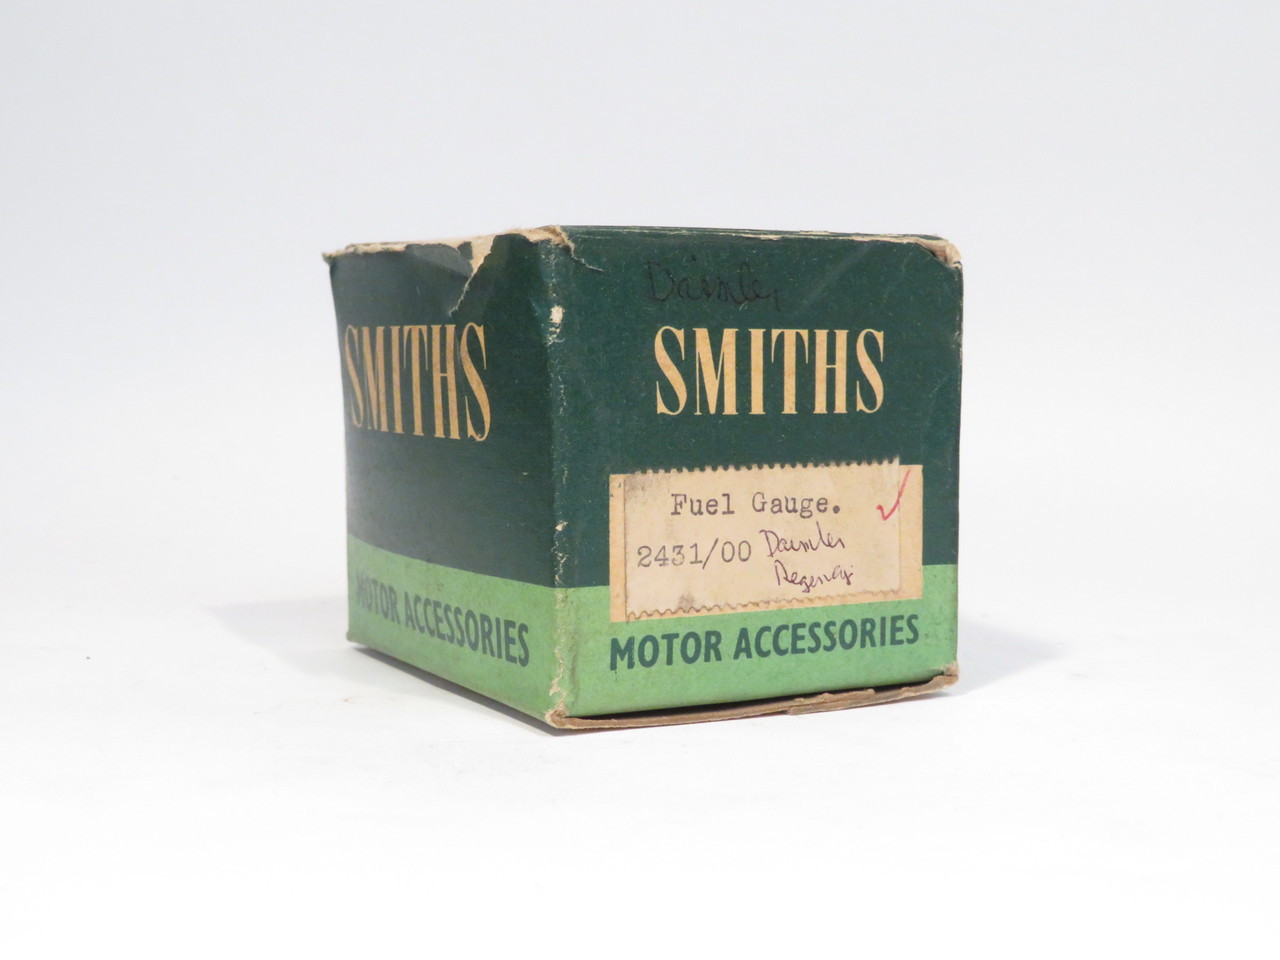 SMITHS
MOTOR ACCESSORIES
Daimler
SMITHS
Fuel Gauge.
2431/00 Daimler
Regency
MOTOR ACCESSORIES